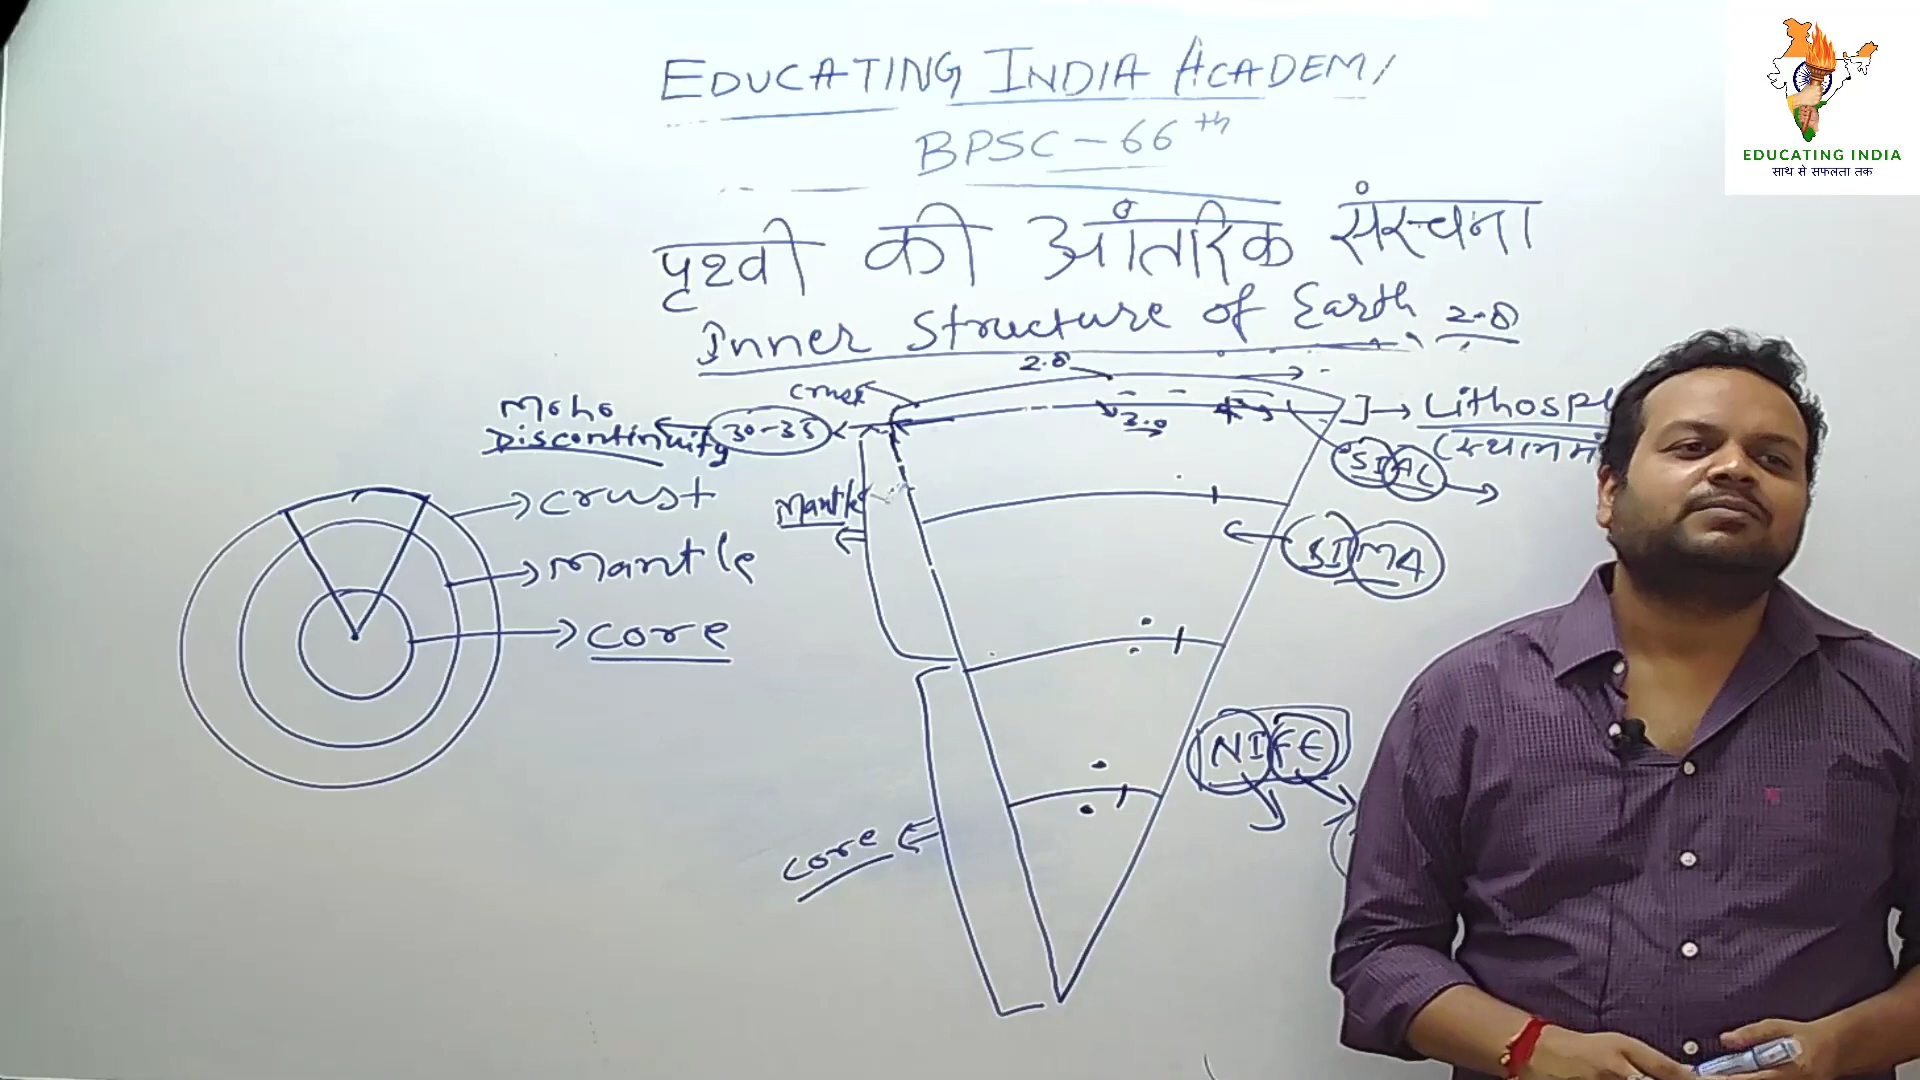 EDUCATING INDIA ACADEMY
BPSC - 66th
पृथ्वी की आंतरिक संरचना
Inner Structure of Earth
2.8
2.8
3.0
crust
Moho
Discontinuity
30-35
Lithosp
(स्थलमं
SIAL
Mantle
SIMA
crust
Mantle
core
NIFE
core
EDUCATING INDIA
साथ से सफलता तक